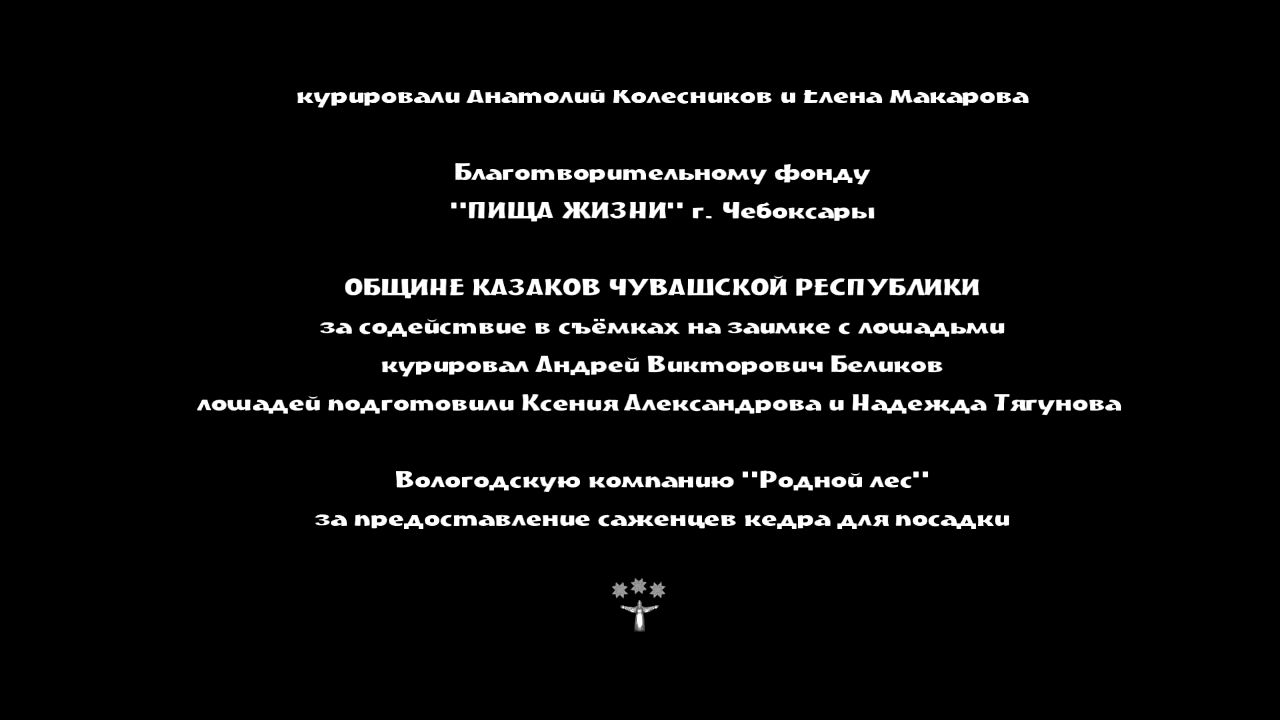 курировали Анатолий Колесников и Елена Макарова
Благотворительному фонду
"ПИЩА ЖИЗНИ" г. Чебоксары
ОБЩИНЕ КАЗАКОВ ЧУВАШСКОЙ РЕСПУБЛИКИ
за содействие в съёмках на заимке с лошадьми
курировал Андрей Викторович Беликов
лошадей подготовили Ксения Александрова и Надежда Тягунова
Вологодскую компанию "Родной лес"
за предоставление саженцев кедра для посадки